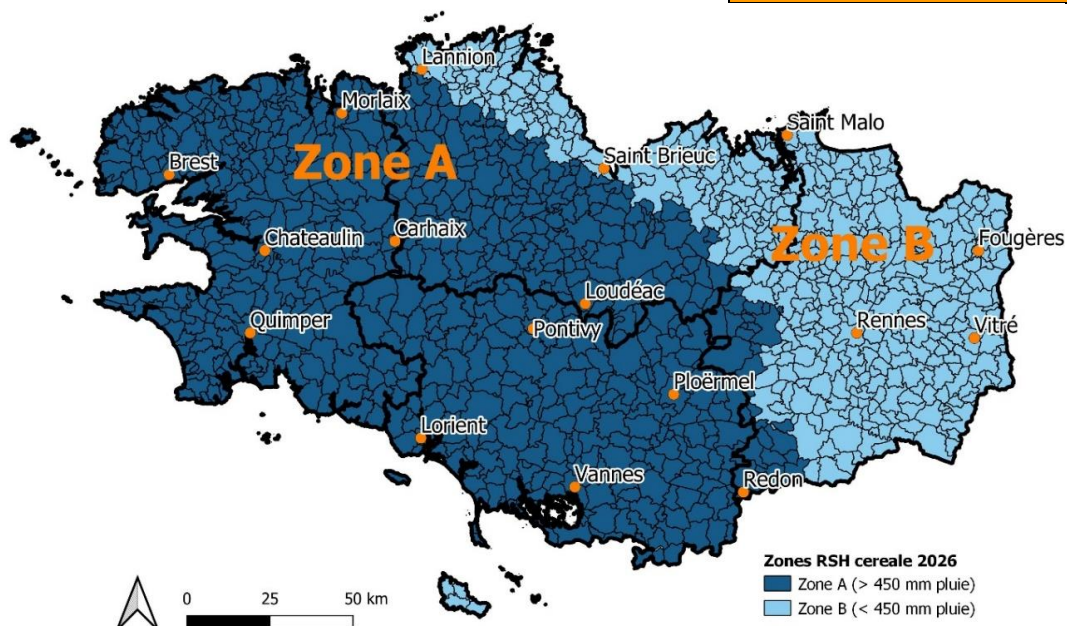 Lannion
Morlaix
Saint Malo
Saint Brieuc
Brest
Zone A
Zone B
Fougères
Chateaulin
Carhaix
Loudéac
Quimper
Pontivy
Rennes
Vitré
Ploërmel
Lorient
Vannes
Redon
Zones RSH cereale 2026
Zone A (> 450 mm pluie)
Zone B (< 450 mm pluie)
0 25 50 km